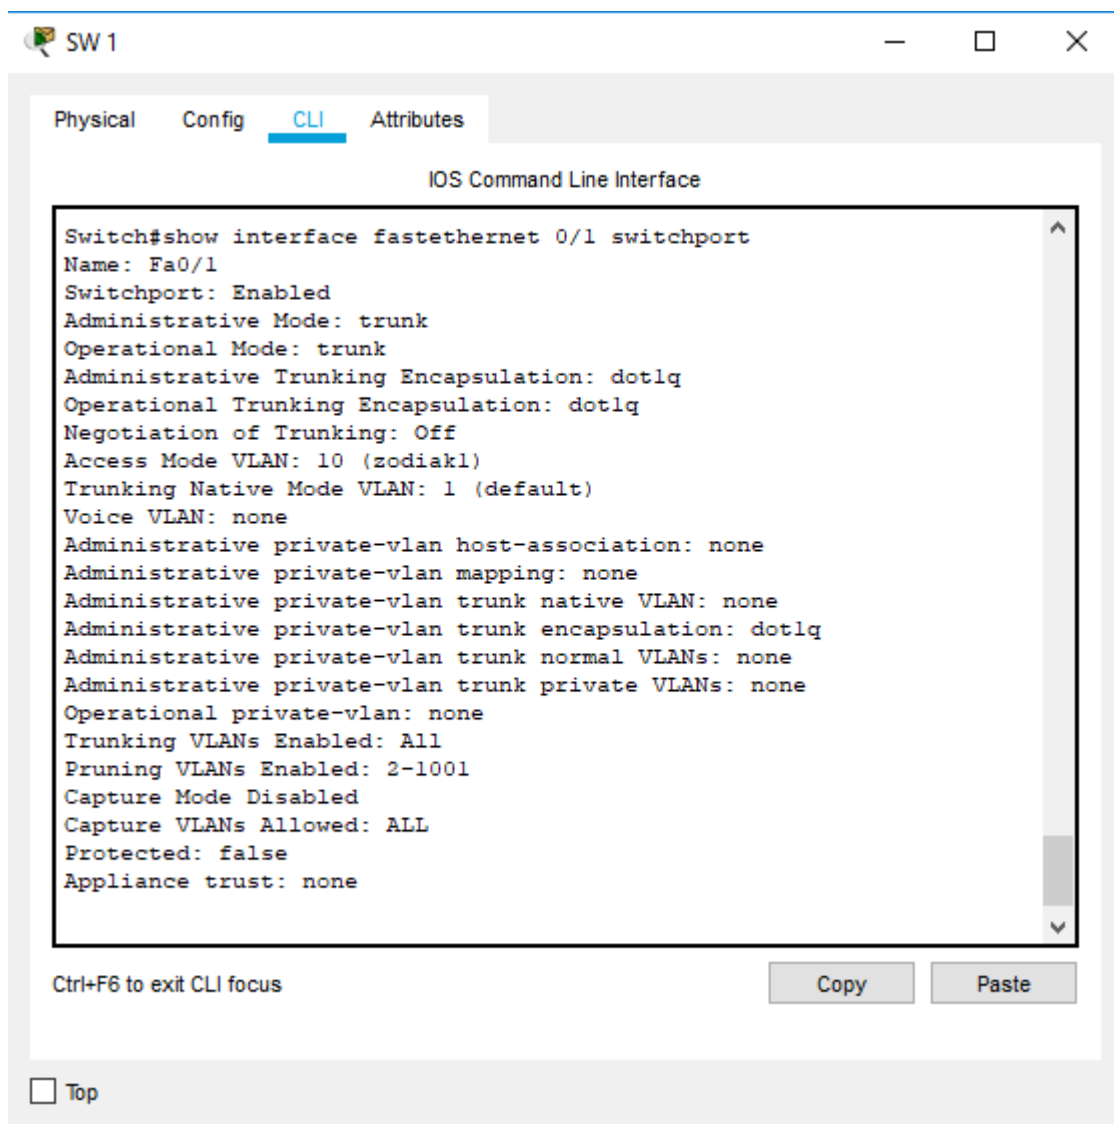 SW 1
Physical Config CLI Attributes
IOS Command Line Interface
Switch#show interface fastethernet 0/1 switchport
Name: Fa0/1
Switchport: Enabled
Administrative Mode: trunk
Operational Mode: trunk
Administrative Trunking Encapsulation: dot1q
Operational Trunking Encapsulation: dot1q
Negotiation of Trunking: Off
Access Mode VLAN: 10 (zodiak1)
Trunking Native Mode VLAN: 1 (default)
Voice VLAN: none
Administrative private-vlan host-association: none
Administrative private-vlan mapping: none
Administrative private-vlan trunk native VLAN: none
Administrative private-vlan trunk encapsulation: dot1q
Administrative private-vlan trunk normal VLANs: none
Administrative private-vlan trunk private VLANs: none
Operational private-vlan: none
Trunking VLANs Enabled: All
Pruning VLANs Enabled: 2-1001
Capture Mode Disabled
Capture VLANs Allowed: ALL
Protected: false
Appliance trust: none
Ctrl+F6 to exit CLI focus
Copy Paste
Top